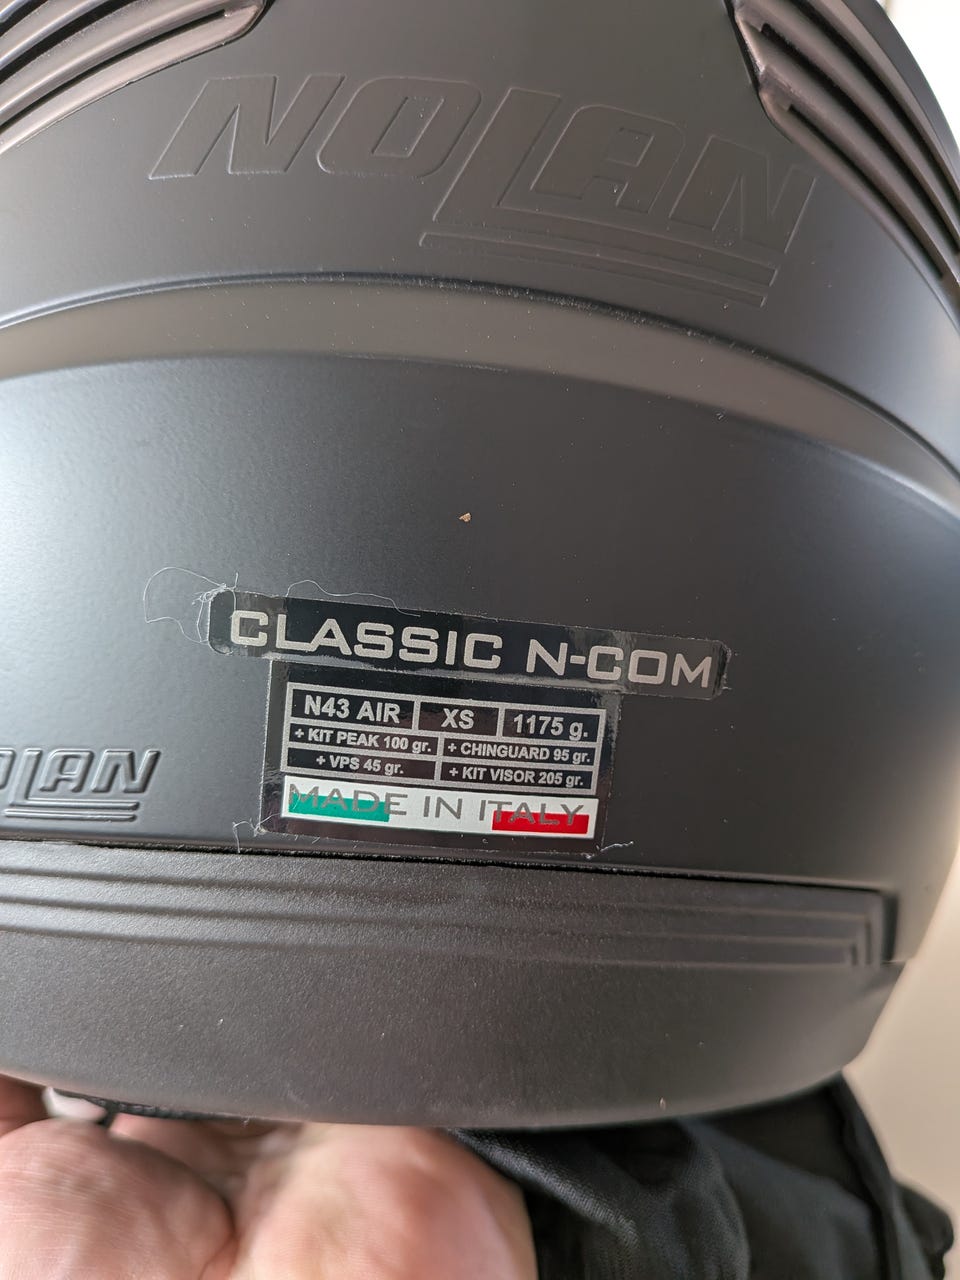 NOLAN
CLASSIC N-COM
N43 AIR XS 1175 g.
+ KIT PEAK 100 gr. + CHINGUARD 95 gr.
+ VPS 45 gr. + KIT VISOR 205 gr.
NOLAN
MADE IN ITALY